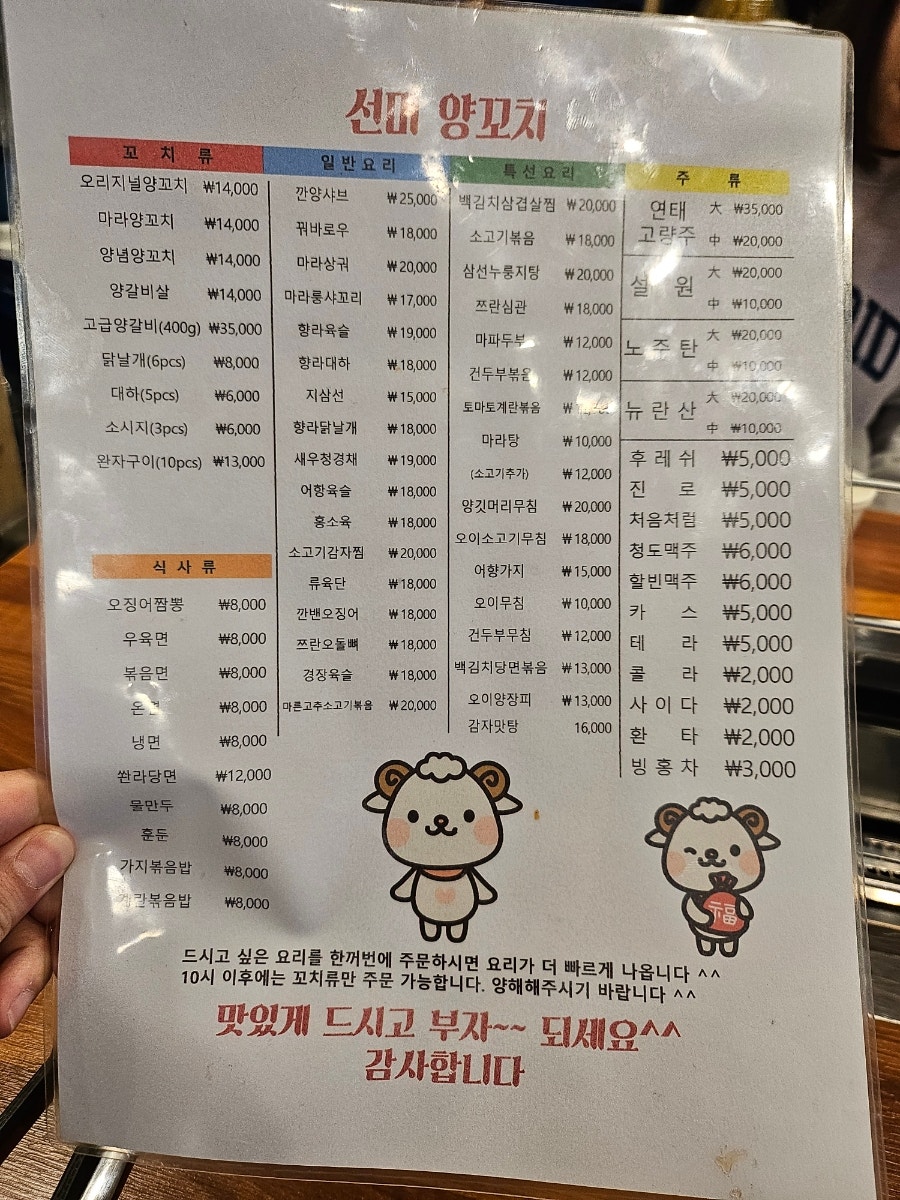 선미 양꼬치
꼬 치 류
오리지널양꼬치 ₩14,000
마라양꼬치 ₩14,000
양념양꼬치 ₩14,000
양갈비살 ₩14,000
고급양갈비(400g) ₩35,000
닭날개(6pcs) ₩8,000
대하(5pcs) ₩6,000
소시지(3pcs) ₩6,000
완자구이(10pcs) ₩13,000
식 사 류
오징어짬뽕 ₩8,000
우육면 ₩8,000
볶음면 ₩8,000
온면 ₩8,000
냉면 ₩8,000
쏸라당면 ₩12,000
물만두 ₩8,000
훈둔 ₩8,000
가지볶음밥 ₩8,000
계란볶음밥 ₩8,000
일반요리
깐양샤브 ₩25,000
꿔바로우 ₩18,000
마라샹궈 ₩20,000
마라룽샤꼬리 ₩17,000
향라육슬 ₩19,000
향라대하 ₩18,000
지삼선 ₩15,000
향라닭날개 ₩18,000
새우청경채 ₩19,000
어향육슬 ₩18,000
홍소육 ₩18,000
소고기감자찜 ₩20,000
류육단 ₩18,000
깐밴오징어 ₩18,000
쯔란오돌뼈 ₩18,000
경장육슬 ₩18,000
마른고추소고기볶음 ₩20,000
특선요리
백김치삼겹살찜 ₩20,000
소고기볶음 ₩18,000
삼선누룽지탕 ₩20,000
쯔란심관 ₩18,000
마파두부 ₩12,000
건두부볶음 ₩12,000
토마토계란볶음
마라탕 ₩10,000
(소고기추가) ₩12,000
양깃머리무침 ₩20,000
오이소고기무침 ₩18,000
어향가지 ₩15,000
오이무침 ₩10,000
건두부무침 ₩12,000
백김치당면볶음 ₩13,000
오이양장피 ₩13,000
감자맛탕 16,000
주 류
연태 大 ₩35,000
고량주 中 ₩20,000
설 원 大 ₩20,000
中 ₩10,000
노주탄 大 ₩20,000
中 ₩10,000
뉴란산 大 ₩20,000
中 ₩10,000
후레쉬 ₩5,000
진 로 ₩5,000
처음처럼 ₩5,000
청도맥주 ₩6,000
할빈맥주 ₩6,000
카 스 ₩5,000
테 라 ₩5,000
콜 라 ₩2,000
사이다 ₩2,000
환 타 ₩2,000
빙홍차 ₩3,000
福
드시고 싶은 요리를 한꺼번에 주문하시면 요리가 더 빠르게 나옵니다 ^^
10시 이후에는 꼬치류만 주문 가능합니다. 양해해주시기 바랍니다 ^^
맛있게 드시고 부자~~ 되세요^^
감사합니다